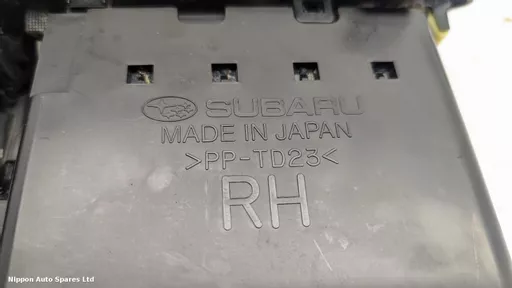 SUBARU
MADE IN JAPAN
>PP-TD23<
RH
Nippon Auto Spares Ltd